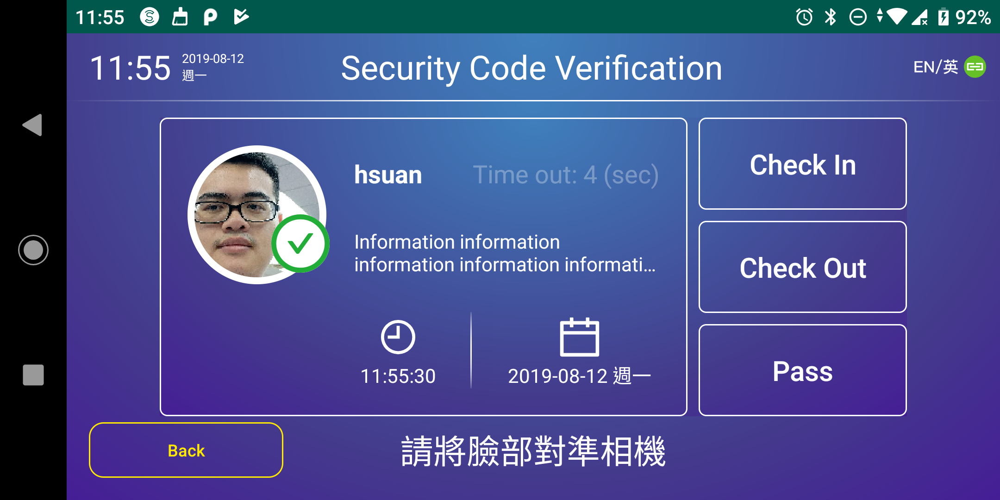 11:55
92%
11:55
2019-08-12
週一
Security Code Verification
EN/英
hsuan
Time out: 4 (sec)
Information information
information information informati...
11:55:30
2019-08-12 週一
Check In
Check Out
Pass
Back
請將臉部對準相機